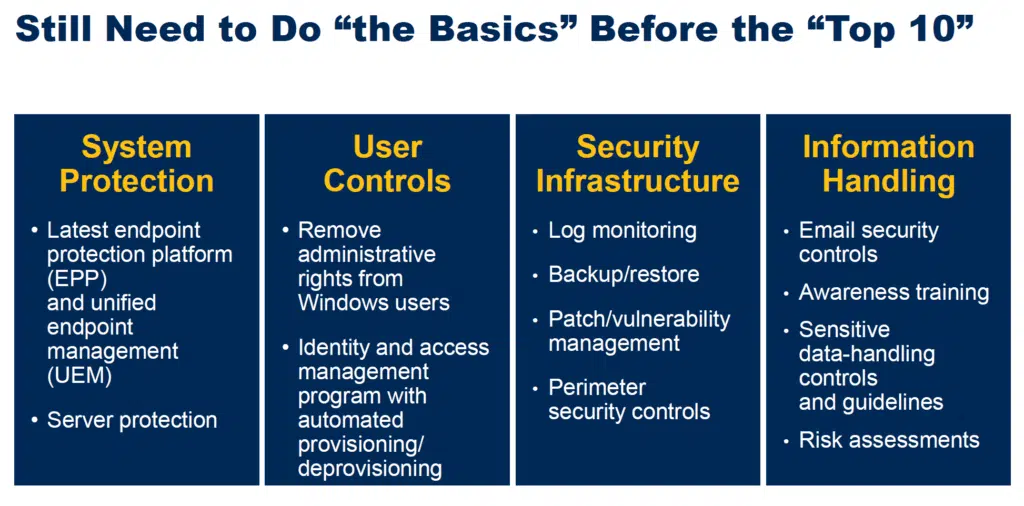 Still Need to Do “the Basics” Before the “Top 10”
System
Protection
• Latest endpoint
protection platform
(EPP)
and unified
endpoint
management
(UEM)
• Server protection
User
Controls
• Remove
administrative
rights from
Windows users
• Identity and access
management
program with
automated
provisioning/
deprovisioning
Security
Infrastructure
• Log monitoring
• Backup/restore
• Patch/vulnerability
management
• Perimeter
security controls
Information
Handling
• Email security
controls
• Awareness training
• Sensitive
data-handling
controls
and guidelines
• Risk assessments